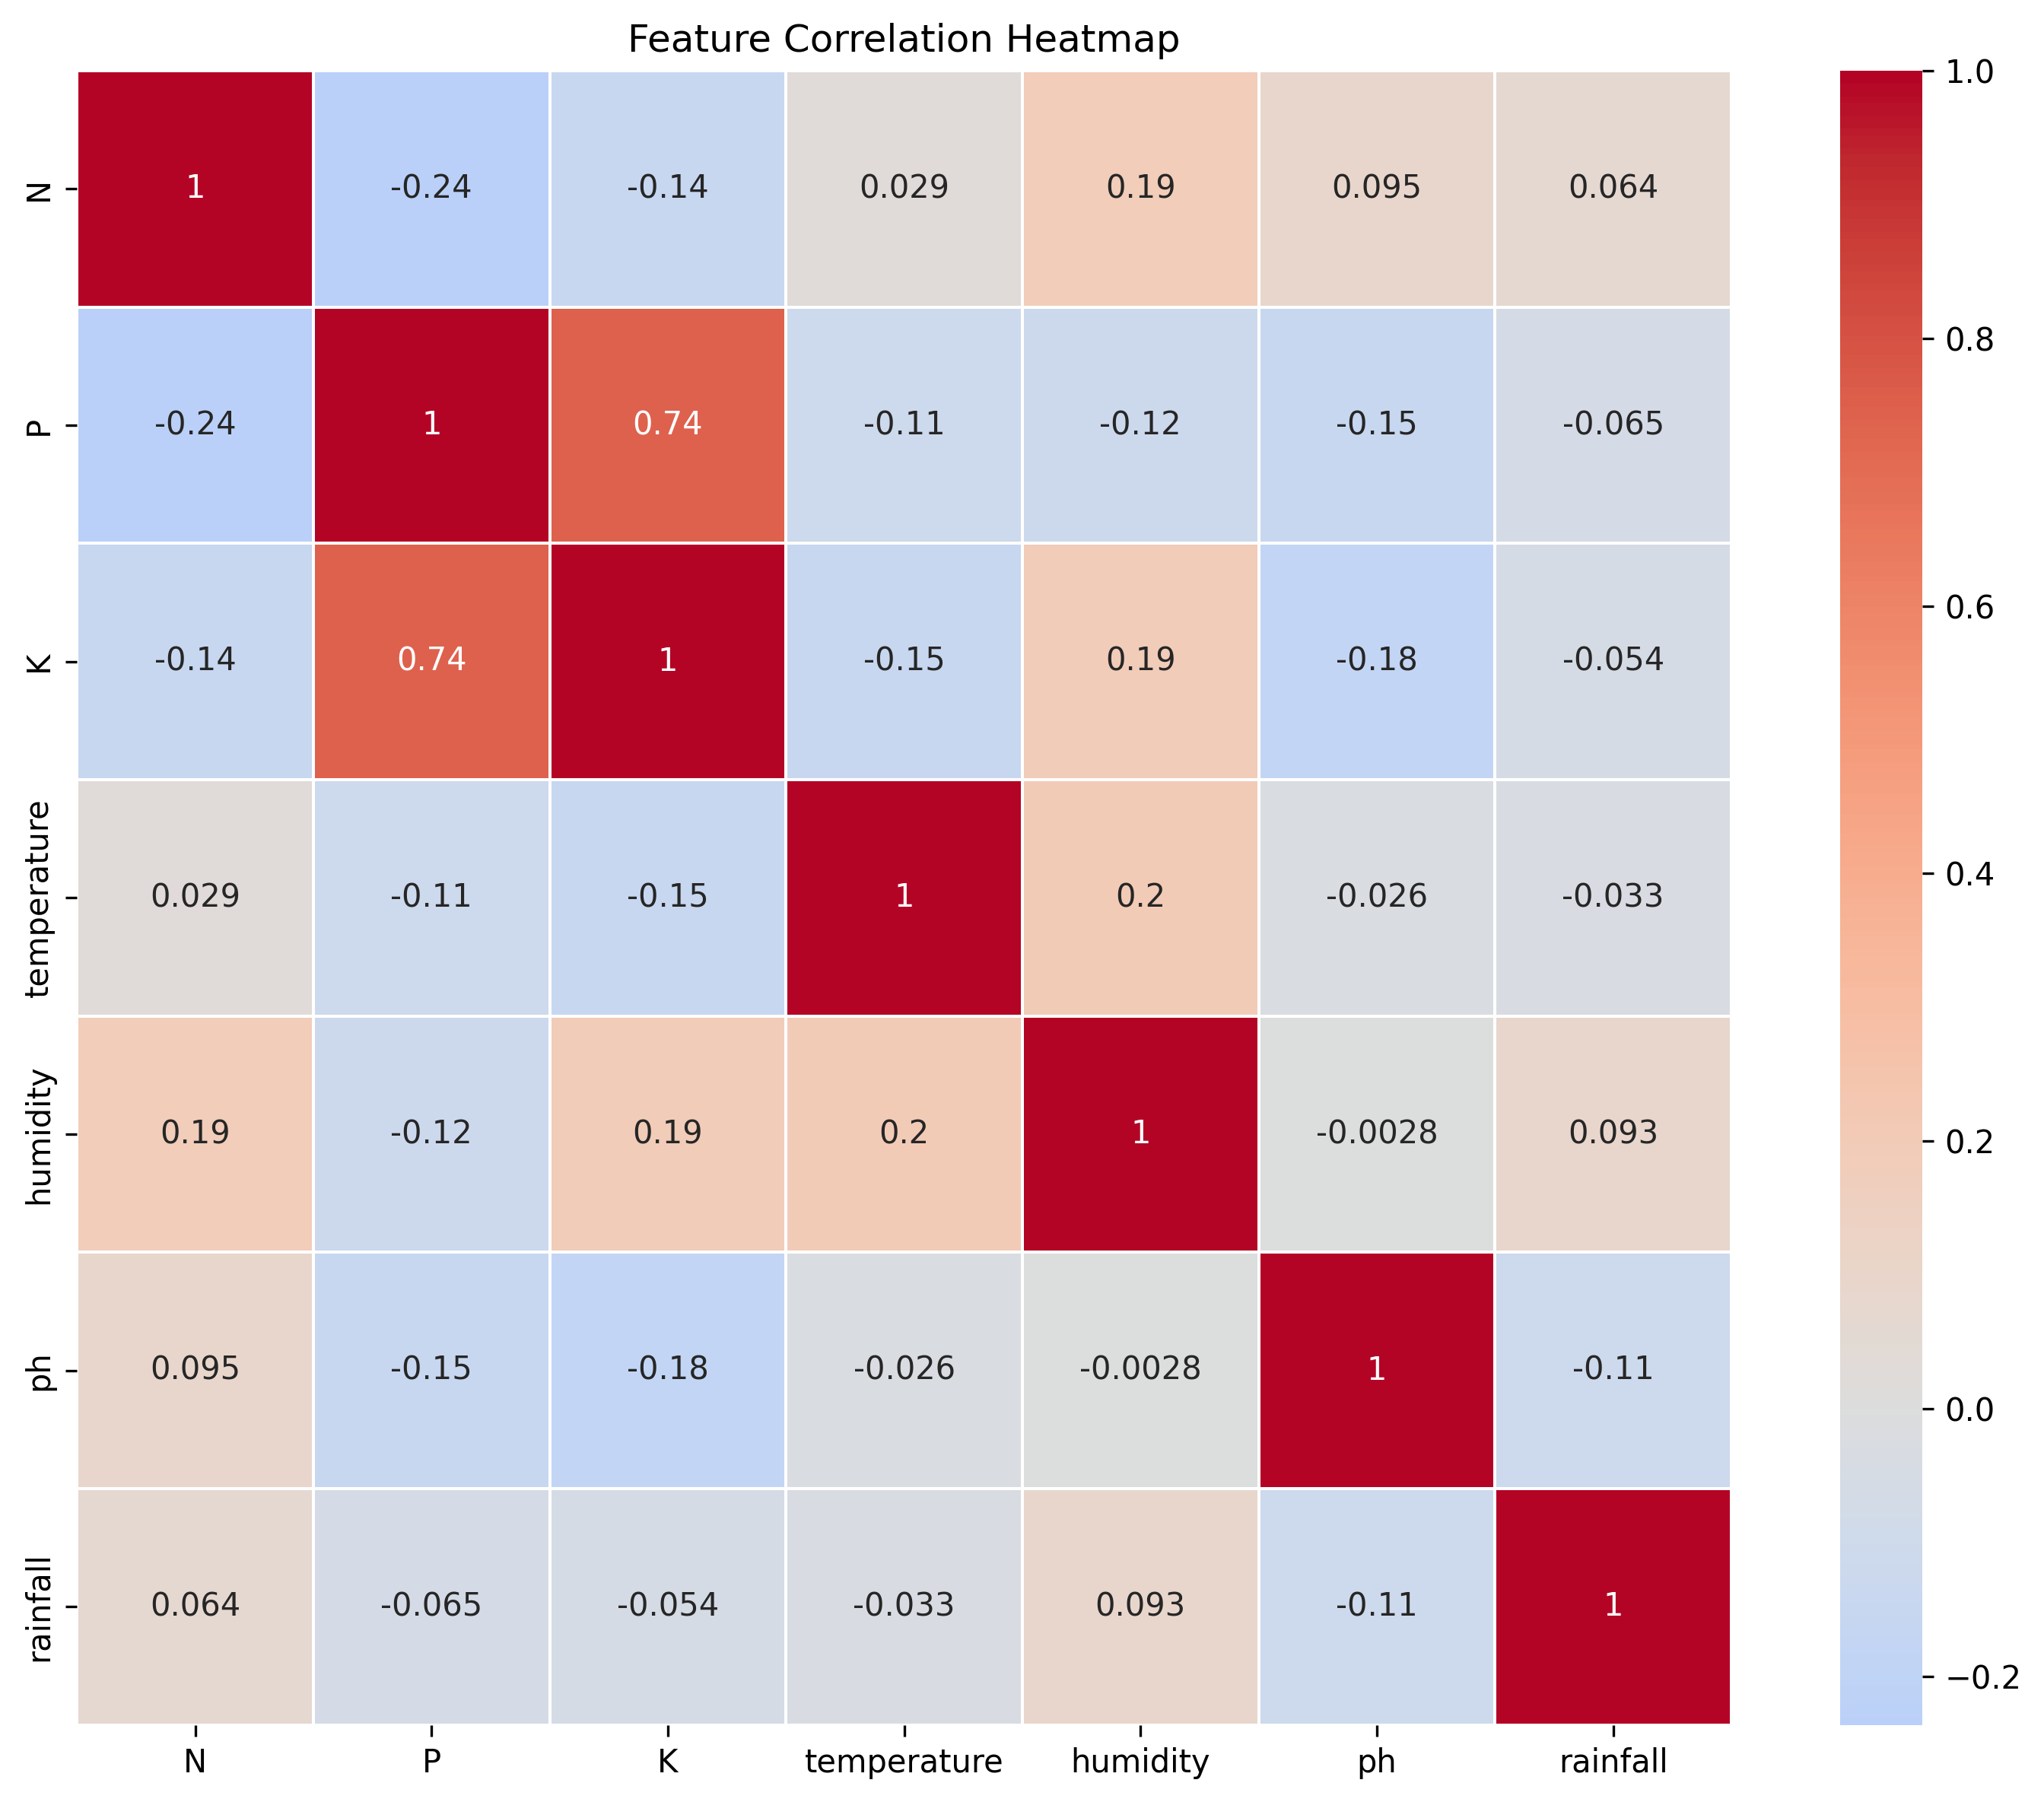 Feature Correlation Heatmap
N 1 -0.24 -0.14 0.029 0.19 0.095 0.064
P -0.24 1 0.74 -0.11 -0.12 -0.15 -0.065
K -0.14 0.74 1 -0.15 0.19 -0.18 -0.054
temperature 0.029 -0.11 -0.15 1 0.2 -0.026 -0.033
humidity 0.19 -0.12 0.19 0.2 1 -0.0028 0.093
ph 0.095 -0.15 -0.18 -0.026 -0.0028 1 -0.11
rainfall 0.064 -0.065 -0.054 -0.033 0.093 -0.11 1
N P K temperature humidity ph rainfall
1.0
0.8
0.6
0.4
0.2
0.0
−0.2